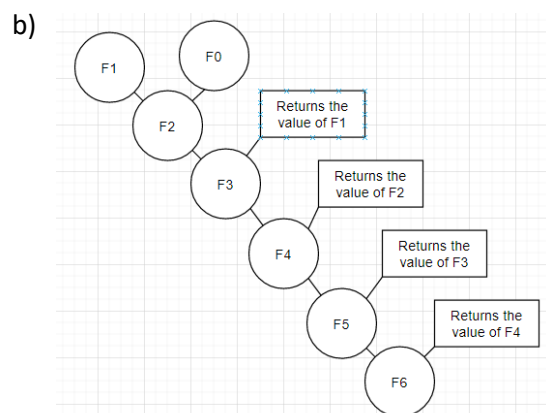 b)
F1
F0
F2
Returns the
value of F1
F3
Returns the
value of F2
F4
Returns the
value of F3
F5
Returns the
value of F4
F6